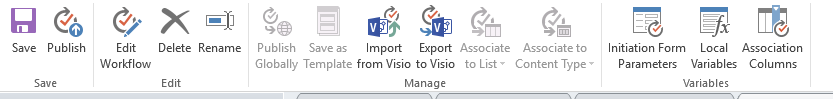 Save
Publish
Edit
Workflow
Delete
Rename
Publish
Globally
Save as
Template
Import
from Visio
Export
to Visio
Associate
to List
Associate to
Content Type
Initiation Form
Parameters
Local
Variables
Association
Columns
Save
Edit
Manage
Variables